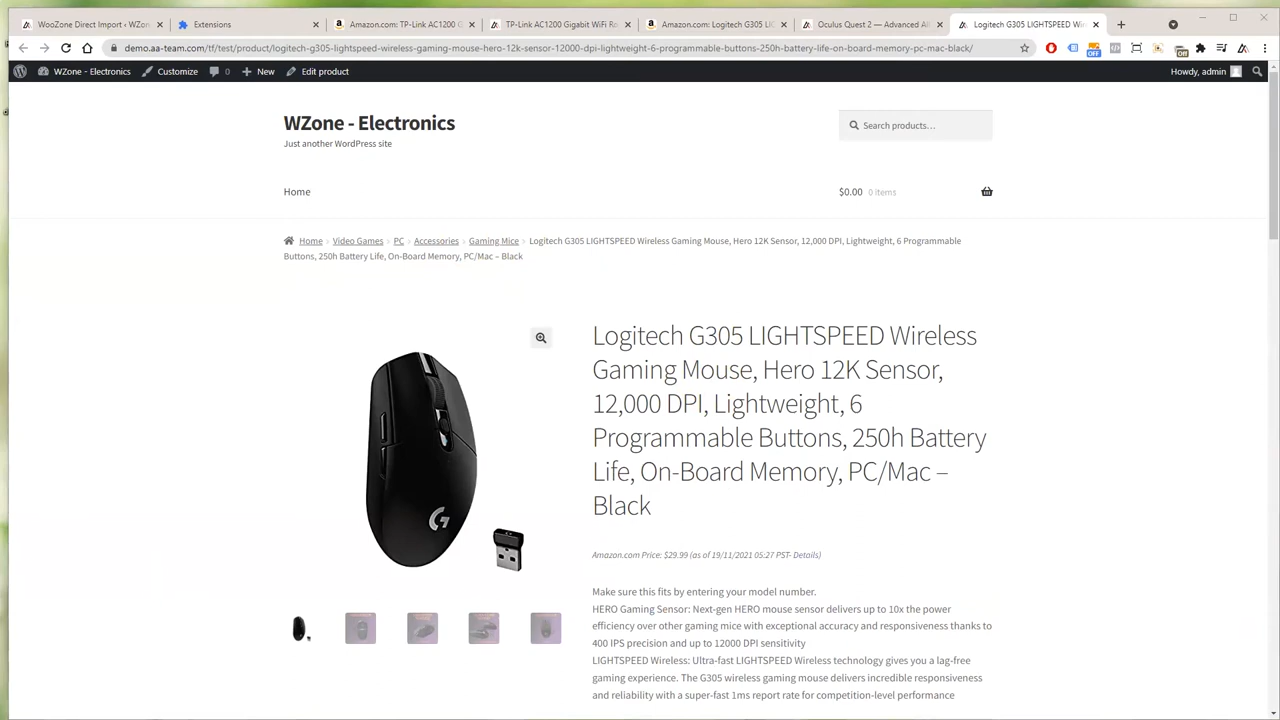 WooZone Direct Import ‹ WZon
Extensions
Amazon.com: TP-Link AC1200 G
TP-Link AC1200 Gigabit WiFi Ro
Amazon.com: Logitech G305 LIG
Oculus Quest 2 — Advanced All
Logitech G305 LIGHTSPEED Wire
demo.aa-team.com/tf/test/product/logitech-g305-lightspeed-wireless-gaming-mouse-hero-12k-sensor-12000-dpi-lightweight-6-programmable-buttons-250h-battery-life-on-board-memory-pc-mac-black/
OFF
Off
WZone - Electronics
Customize
0
New
Edit product
Howdy, admin
WZone - Electronics
Just another WordPress site
Search products…
Home
$0.00 0 items
Home › Video Games › PC › Accessories › Gaming Mice › Logitech G305 LIGHTSPEED Wireless Gaming Mouse, Hero 12K Sensor, 12,000 DPI, Lightweight, 6 Programmable
Buttons, 250h Battery Life, On-Board Memory, PC/Mac – Black
Logitech G305 LIGHTSPEED Wireless
Gaming Mouse, Hero 12K Sensor,
12,000 DPI, Lightweight, 6
Programmable Buttons, 250h Battery
Life, On-Board Memory, PC/Mac –
Black
Amazon.com Price: $29.99 (as of 19/11/2021 05:27 PST- Details)
Make sure this fits by entering your model number.
HERO Gaming Sensor: Next-gen HERO mouse sensor delivers up to 10x the power
efficiency over other gaming mice with exceptional accuracy and responsiveness thanks to
400 IPS precision and up to 12000 DPI sensitivity
LIGHTSPEED Wireless: Ultra-fast LIGHTSPEED Wireless technology gives you a lag-free
gaming experience. The G305 wireless gaming mouse delivers incredible responsiveness
and reliability with a super-fast 1ms report rate for competition-level performance